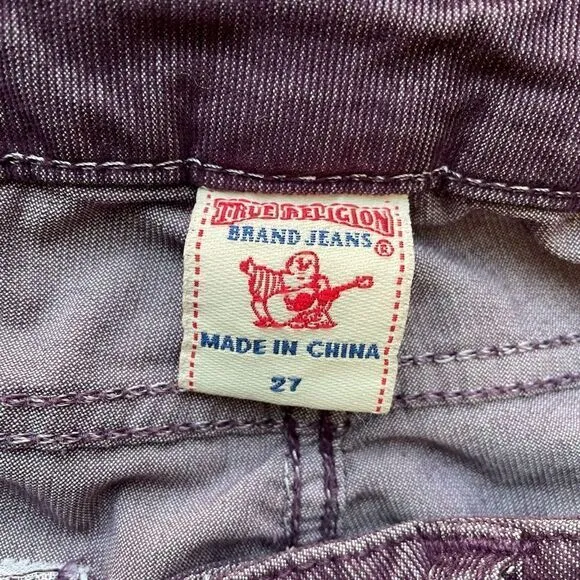 TRUE RELIGION
BRAND JEANS ®
MADE IN CHINA
27